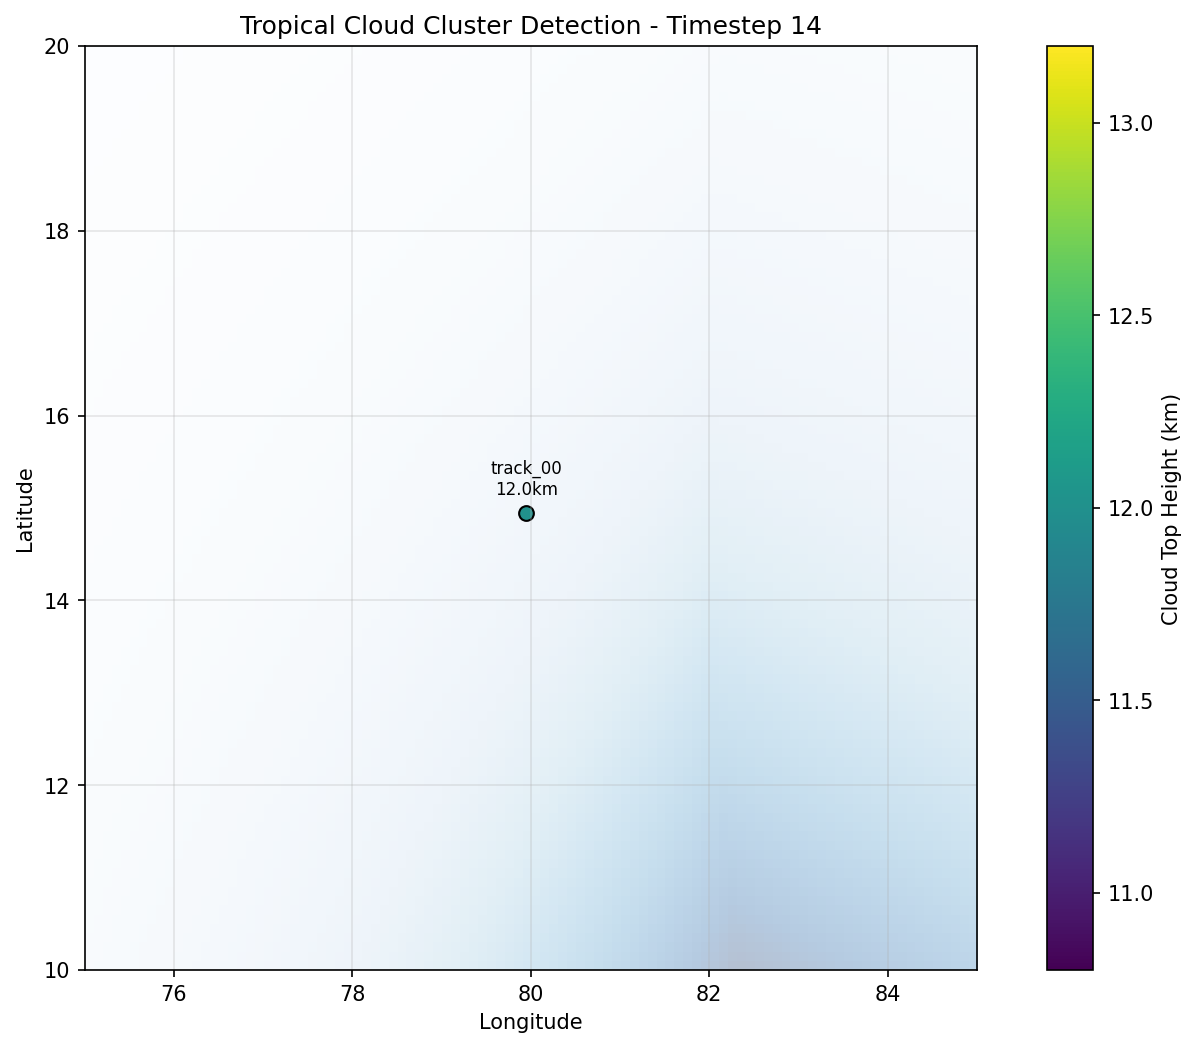 Tropical Cloud Cluster Detection - Timestep 14
20
18
16
14
12
10
Latitude
track_00
12.0km
76 78 80 82 84
Longitude
13.0
12.5
12.0
11.5
11.0
Cloud Top Height (km)